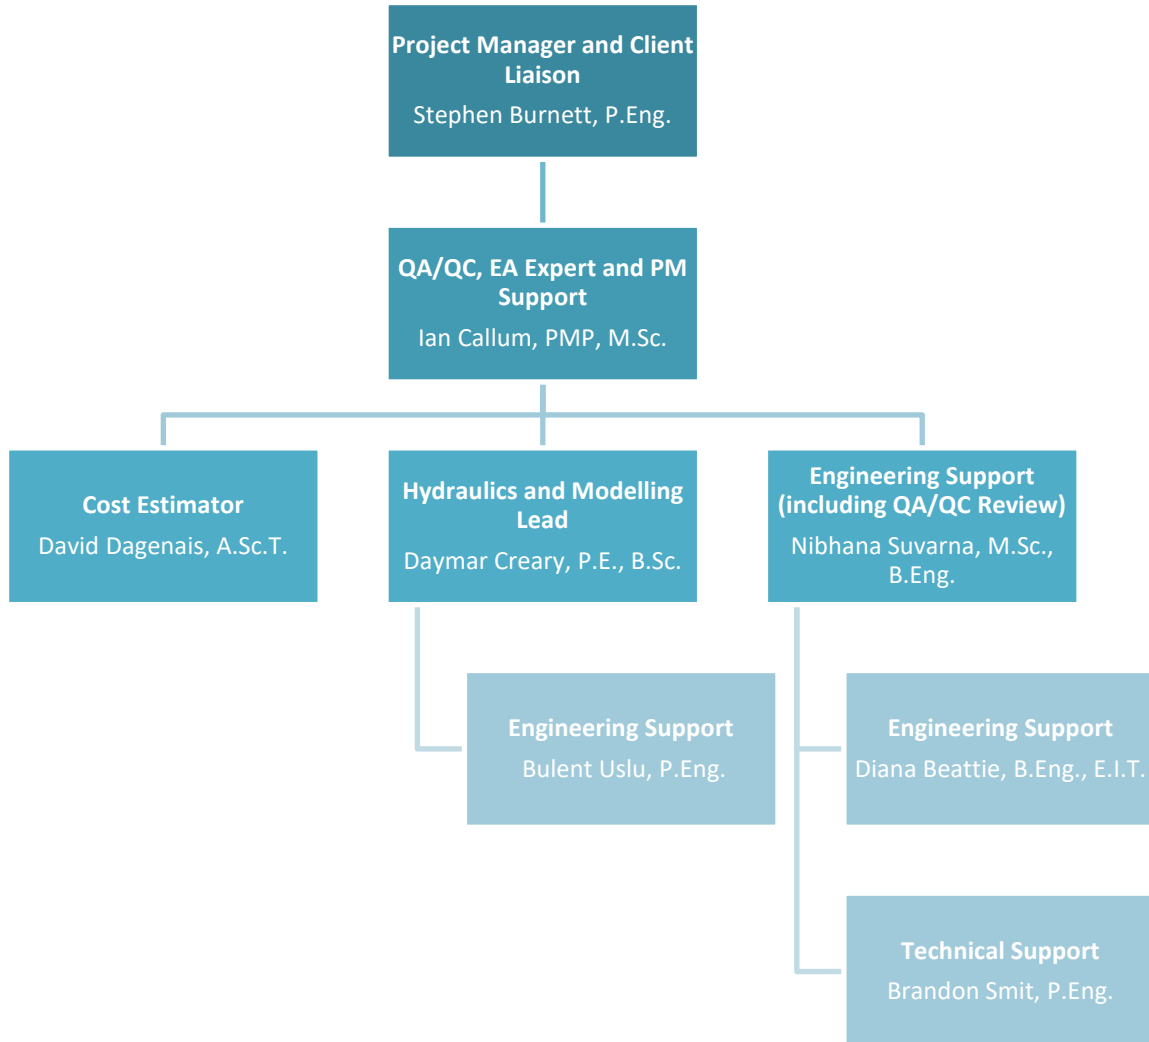 Project Manager and Client
Liaison
Stephen Burnett, P.Eng.
QA/QC, EA Expert and PM
Support
Ian Callum, PMP, M.Sc.
Cost Estimator
David Dagenais, A.Sc.T.
Hydraulics and Modelling
Lead
Daymar Creary, P.E., B.Sc.
Engineering Support
(including QA/QC Review)
Nibhana Suvarna, M.Sc.,
B.Eng.
Engineering Support
Bulent Uslu, P.Eng.
Engineering Support
Diana Beattie, B.Eng., E.I.T.
Technical Support
Brandon Smit, P.Eng.